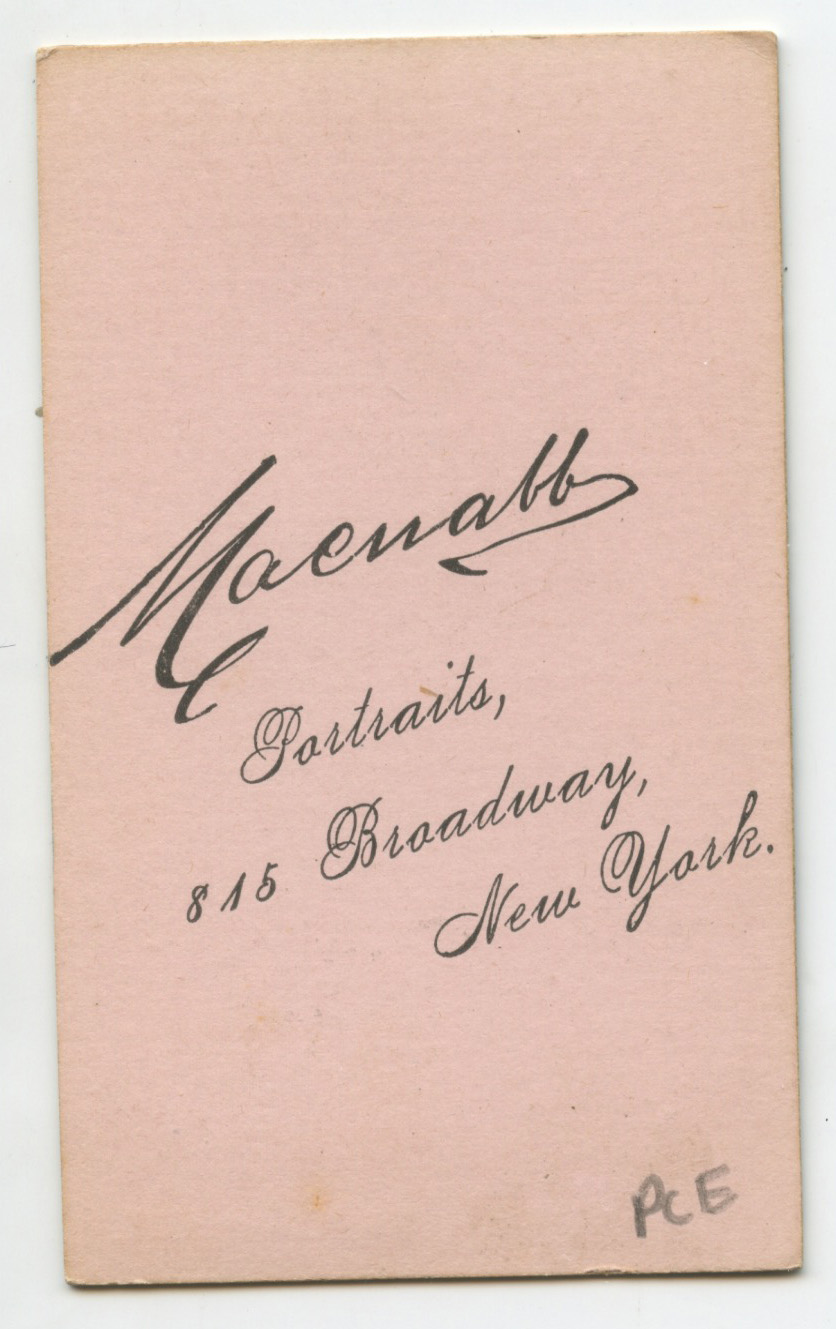 Macnabb
Portraits,
815 Broadway,
New York.
PCE